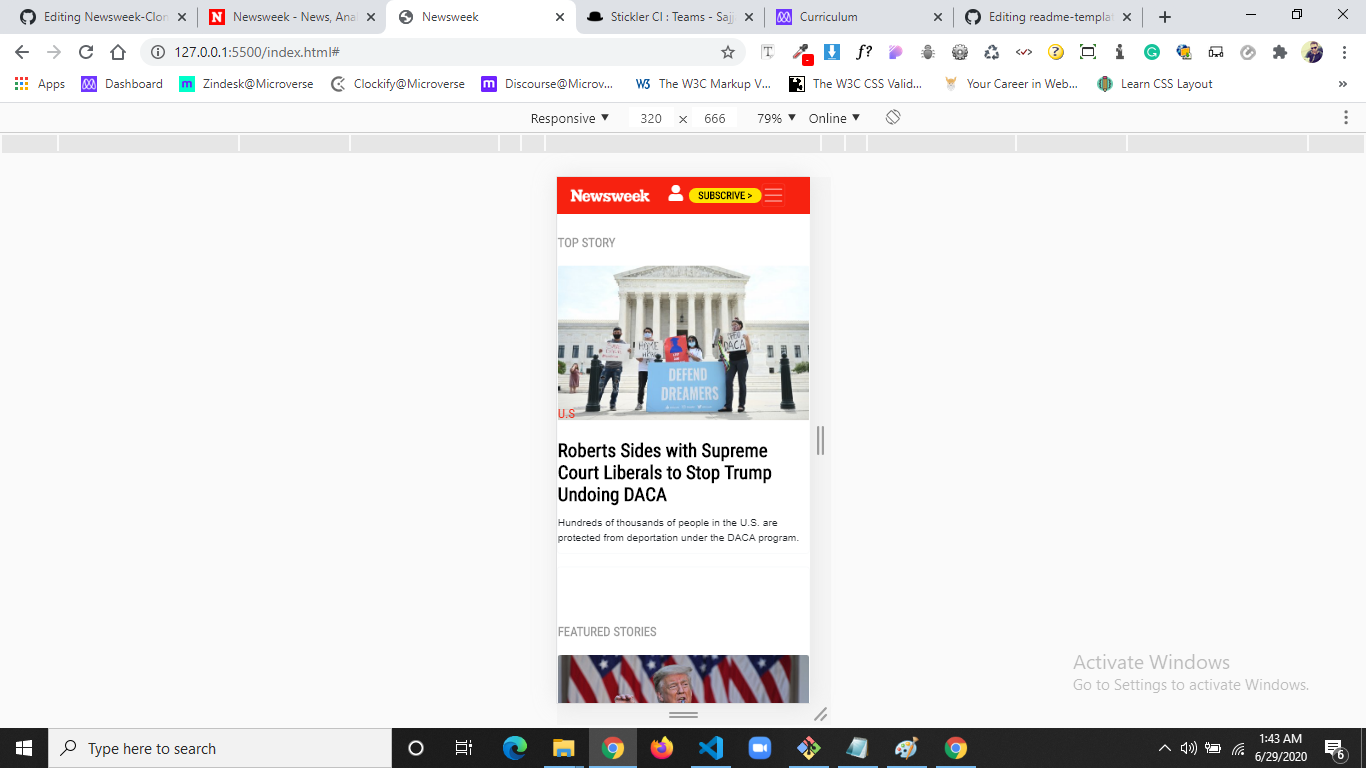 Editing Newsweek-Clon
Newsweek - News, Anal
Newsweek
Stickler CI : Teams - Sajj
Curriculum
Editing readme-templat
127.0.0.1:5500/index.html#
Apps
Dashboard
Zindesk@Microverse
Clockify@Microverse
Discourse@Microv...
The W3C Markup V...
The W3C CSS Valid...
Your Career in Web...
Learn CSS Layout
»
Responsive ▼ 320 × 666 79% ▼ Online ▼
Newsweek
SUBSCRIVE >
TOP STORY
HOME
HERE
DACA
DEFEND
DREAMERS
U.S
Roberts Sides with Supreme
Court Liberals to Stop Trump
Undoing DACA
Hundreds of thousands of people in the U.S. are
protected from deportation under the DACA program.
FEATURED STORIES
Activate Windows
Go to Settings to activate Windows.
Type here to search
1:43 AM
6/29/2020
6